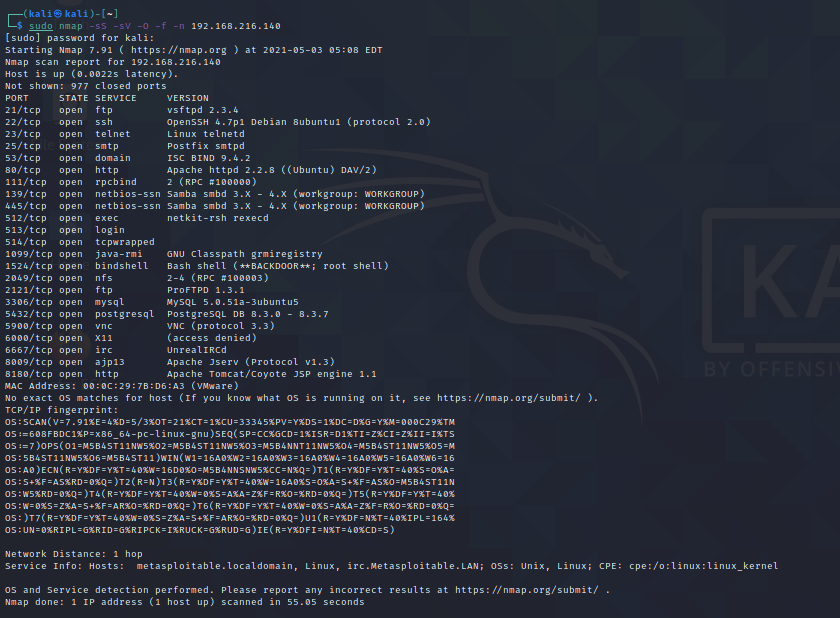 (kali㉿kali)-[~]
$ sudo nmap -sS -sV -O -f -n 192.168.216.140
[sudo] password for kali:
Starting Nmap 7.91 ( https://nmap.org ) at 2021-05-03 05:08 EDT
Nmap scan report for 192.168.216.140
Host is up (0.0022s latency).
Not shown: 977 closed ports
PORT     STATE SERVICE     VERSION
21/tcp   open  ftp         vsftpd 2.3.4
22/tcp   open  ssh         OpenSSH 4.7p1 Debian 8ubuntu1 (protocol 2.0)
23/tcp   open  telnet      Linux telnetd
25/tcp   open  smtp        Postfix smtpd
53/tcp   open  domain      ISC BIND 9.4.2
80/tcp   open  http        Apache httpd 2.2.8 ((Ubuntu) DAV/2)
111/tcp  open  rpcbind     2 (RPC #100000)
139/tcp  open  netbios-ssn Samba smbd 3.X - 4.X (workgroup: WORKGROUP)
445/tcp  open  netbios-ssn Samba smbd 3.X - 4.X (workgroup: WORKGROUP)
512/tcp  open  exec        netkit-rsh rexecd
513/tcp  open  login
514/tcp  open  tcpwrapped
1099/tcp open  java-rmi    GNU Classpath grmiregistry
1524/tcp open  bindshell   Bash shell (**BACKDOOR**; root shell)
2049/tcp open  nfs         2-4 (RPC #100003)
2121/tcp open  ftp         ProFTPD 1.3.1
3306/tcp open  mysql       MySQL 5.0.51a-3ubuntu5
5432/tcp open  postgresql  PostgreSQL DB 8.3.0 - 8.3.7
5900/tcp open  vnc         VNC (protocol 3.3)
6000/tcp open  X11         (access denied)
6667/tcp open  irc         UnrealIRCd
8009/tcp open  ajp13       Apache Jserv (Protocol v1.3)
8180/tcp open  http        Apache Tomcat/Coyote JSP engine 1.1
MAC Address: 00:0C:29:7B:D6:A3 (VMware)
No exact OS matches for host (If you know what OS is running on it, see https://nmap.org/submit/ ).
TCP/IP fingerprint:
OS:SCAN(V=7.91%E=4%D=5/3%OT=21%CT=1%CU=33345%PV=Y%DS=1%DC=D%G=Y%M=000C29%TM
OS:=608FBDC1%P=x86_64-pc-linux-gnu)SEQ(SP=CC%GCD=1%ISR=D1%TI=Z%CI=Z%II=I%TS
OS:=7)OPS(O1=M5B4ST11NW5%O2=M5B4ST11NW5%O3=M5B4NNT11NW5%O4=M5B4ST11NW5%O5=M
OS:5B4ST11NW5%O6=M5B4ST11)WIN(W1=16A0%W2=16A0%W3=16A0%W4=16A0%W5=16A0%W6=16
OS:A0)ECN(R=Y%DF=Y%T=40%W=16D0%O=M5B4NNSNW5%CC=N%Q=)T1(R=Y%DF=Y%T=40%S=O%A=
OS:S+%F=AS%RD=0%Q=)T2(R=N)T3(R=Y%DF=Y%T=40%W=16A0%S=O%A=S+%F=AS%O=M5B4ST11N
OS:W5%RD=0%Q=)T4(R=Y%DF=Y%T=40%W=0%S=A%A=Z%F=R%O=%RD=0%Q=)T5(R=Y%DF=Y%T=40%
OS:W=0%S=Z%A=S+%F=AR%O=%RD=0%Q=)T6(R=Y%DF=Y%T=40%W=0%S=A%A=Z%F=R%O=%RD=0%Q=
OS:)T7(R=Y%DF=Y%T=40%W=0%S=Z%A=S+%F=AR%O=%RD=0%Q=)U1(R=Y%DF=N%T=40%IPL=164%
OS:UN=0%RIPL=G%RID=G%RIPCK=I%RUCK=G%RUD=G)IE(R=Y%DFI=N%T=40%CD=S)
Network Distance: 1 hop
Service Info: Hosts:  metasploitable.localdomain, Linux, irc.Metasploitable.LAN; OSs: Unix, Linux; CPE: cpe:/o:linux:linux_kernel
OS and Service detection performed. Please report any incorrect results at https://nmap.org/submit/ .
Nmap done: 1 IP address (1 host up) scanned in 55.05 seconds
KA
BY OFFENSI